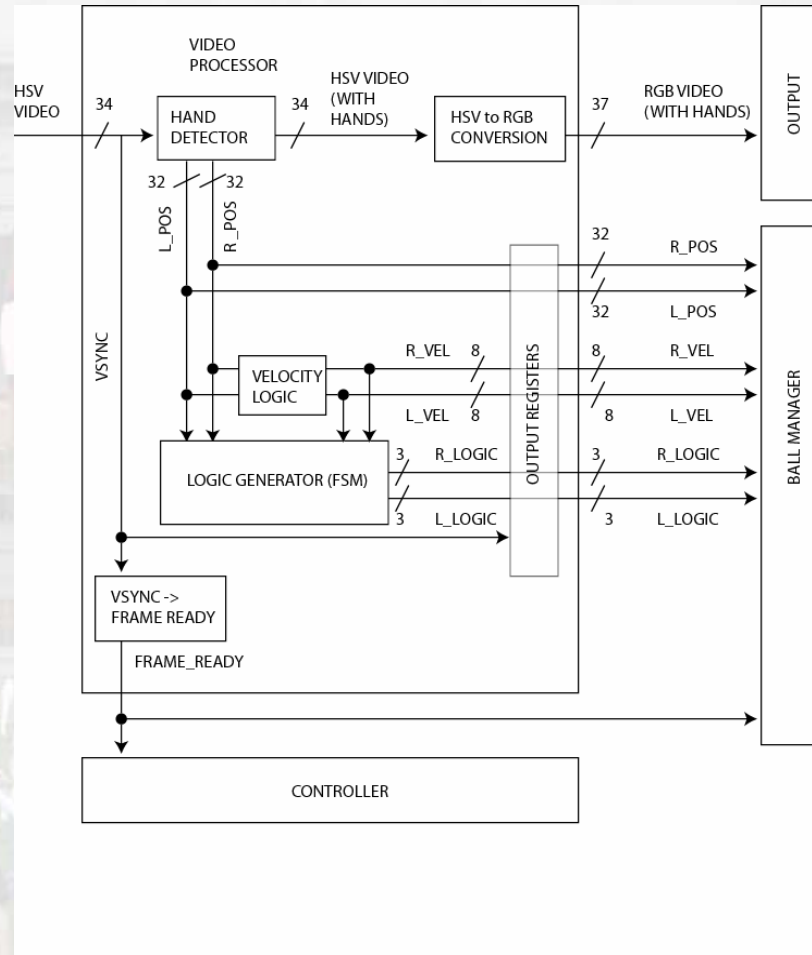 VIDEO
PROCESSOR
HSV
VIDEO
34
HAND
DETECTOR
34
HSV VIDEO
(WITH
HANDS)
HSV to RGB
CONVERSION
37
RGB VIDEO
(WITH HANDS)
OUTPUT
32
32
L_POS
R_POS
32
R_POS
32
L_POS
VSYNC
VELOCITY
LOGIC
R_VEL
8
L_VEL
8
OUTPUT REGISTERS
8
R_VEL
8
L_VEL
BALL MANAGER
LOGIC GENERATOR (FSM)
3
R_LOGIC
3
L_LOGIC
3
R_LOGIC
3
L_LOGIC
VSYNC ->
FRAME READY
FRAME_READY
CONTROLLER